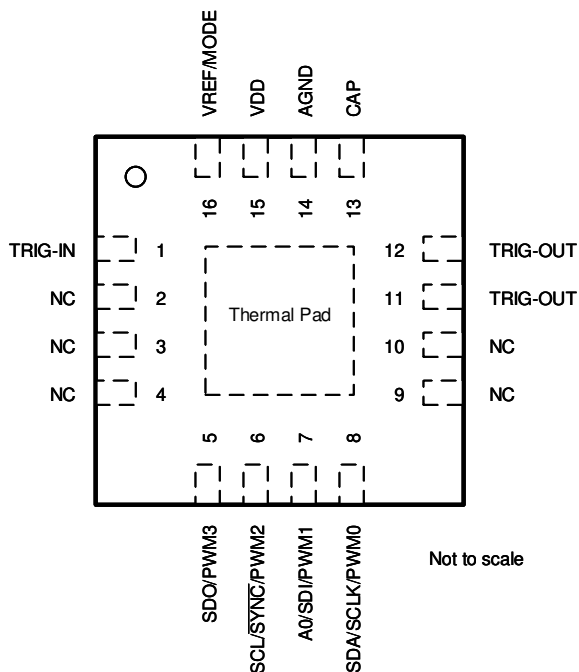 VREF/MODE
VDD
AGND
CAP
16
15
14
13
TRIG-IN
1
12
TRIG-OUT
NC
2
11
TRIG-OUT
Thermal Pad
NC
3
10
NC
NC
4
9
NC
5
6
7
8
SDO/PWM3
SCL/S̅Y̅N̅C̅/PWM2
A0/SDI/PWM1
SDA/SCLK/PWM0
Not to scale